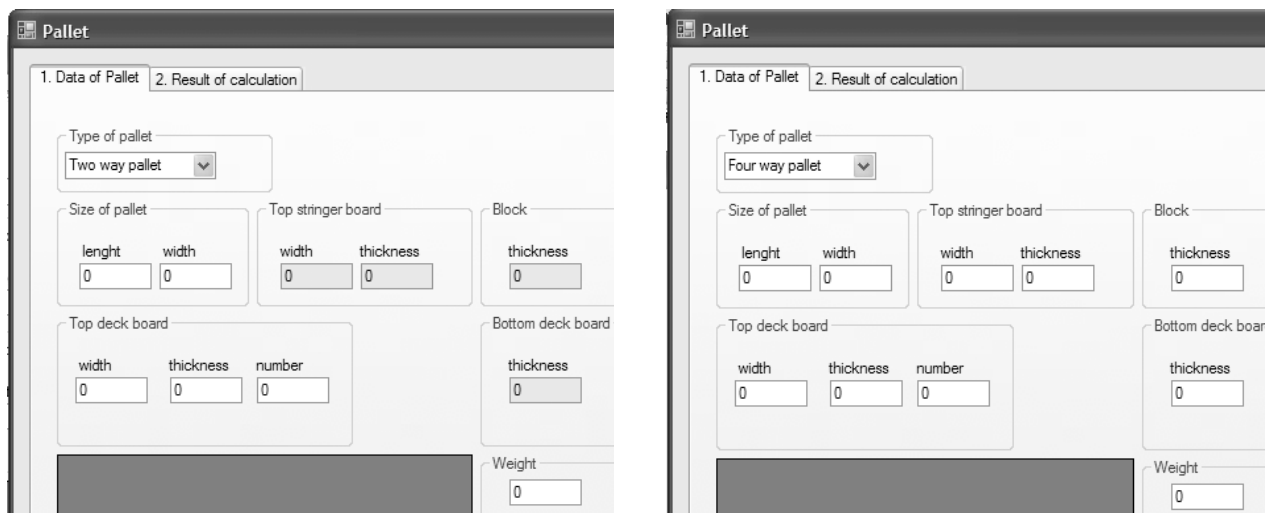 Pallet
1. Data of Pallet 2. Result of calculation
Type of pallet
Two way pallet
Size of pallet Top stringer board Block
lenght width width thickness thickness
0 0 0 0 0
Top deck board Bottom deck board
width thickness number thickness
0 0 0 0
Weight
0
Pallet
1. Data of Pallet 2. Result of calculation
Type of pallet
Four way pallet
Size of pallet Top stringer board Block
lenght width width thickness thickness
0 0 0 0 0
Top deck board Bottom deck boar
width thickness number thickness
0 0 0 0
Weight
0